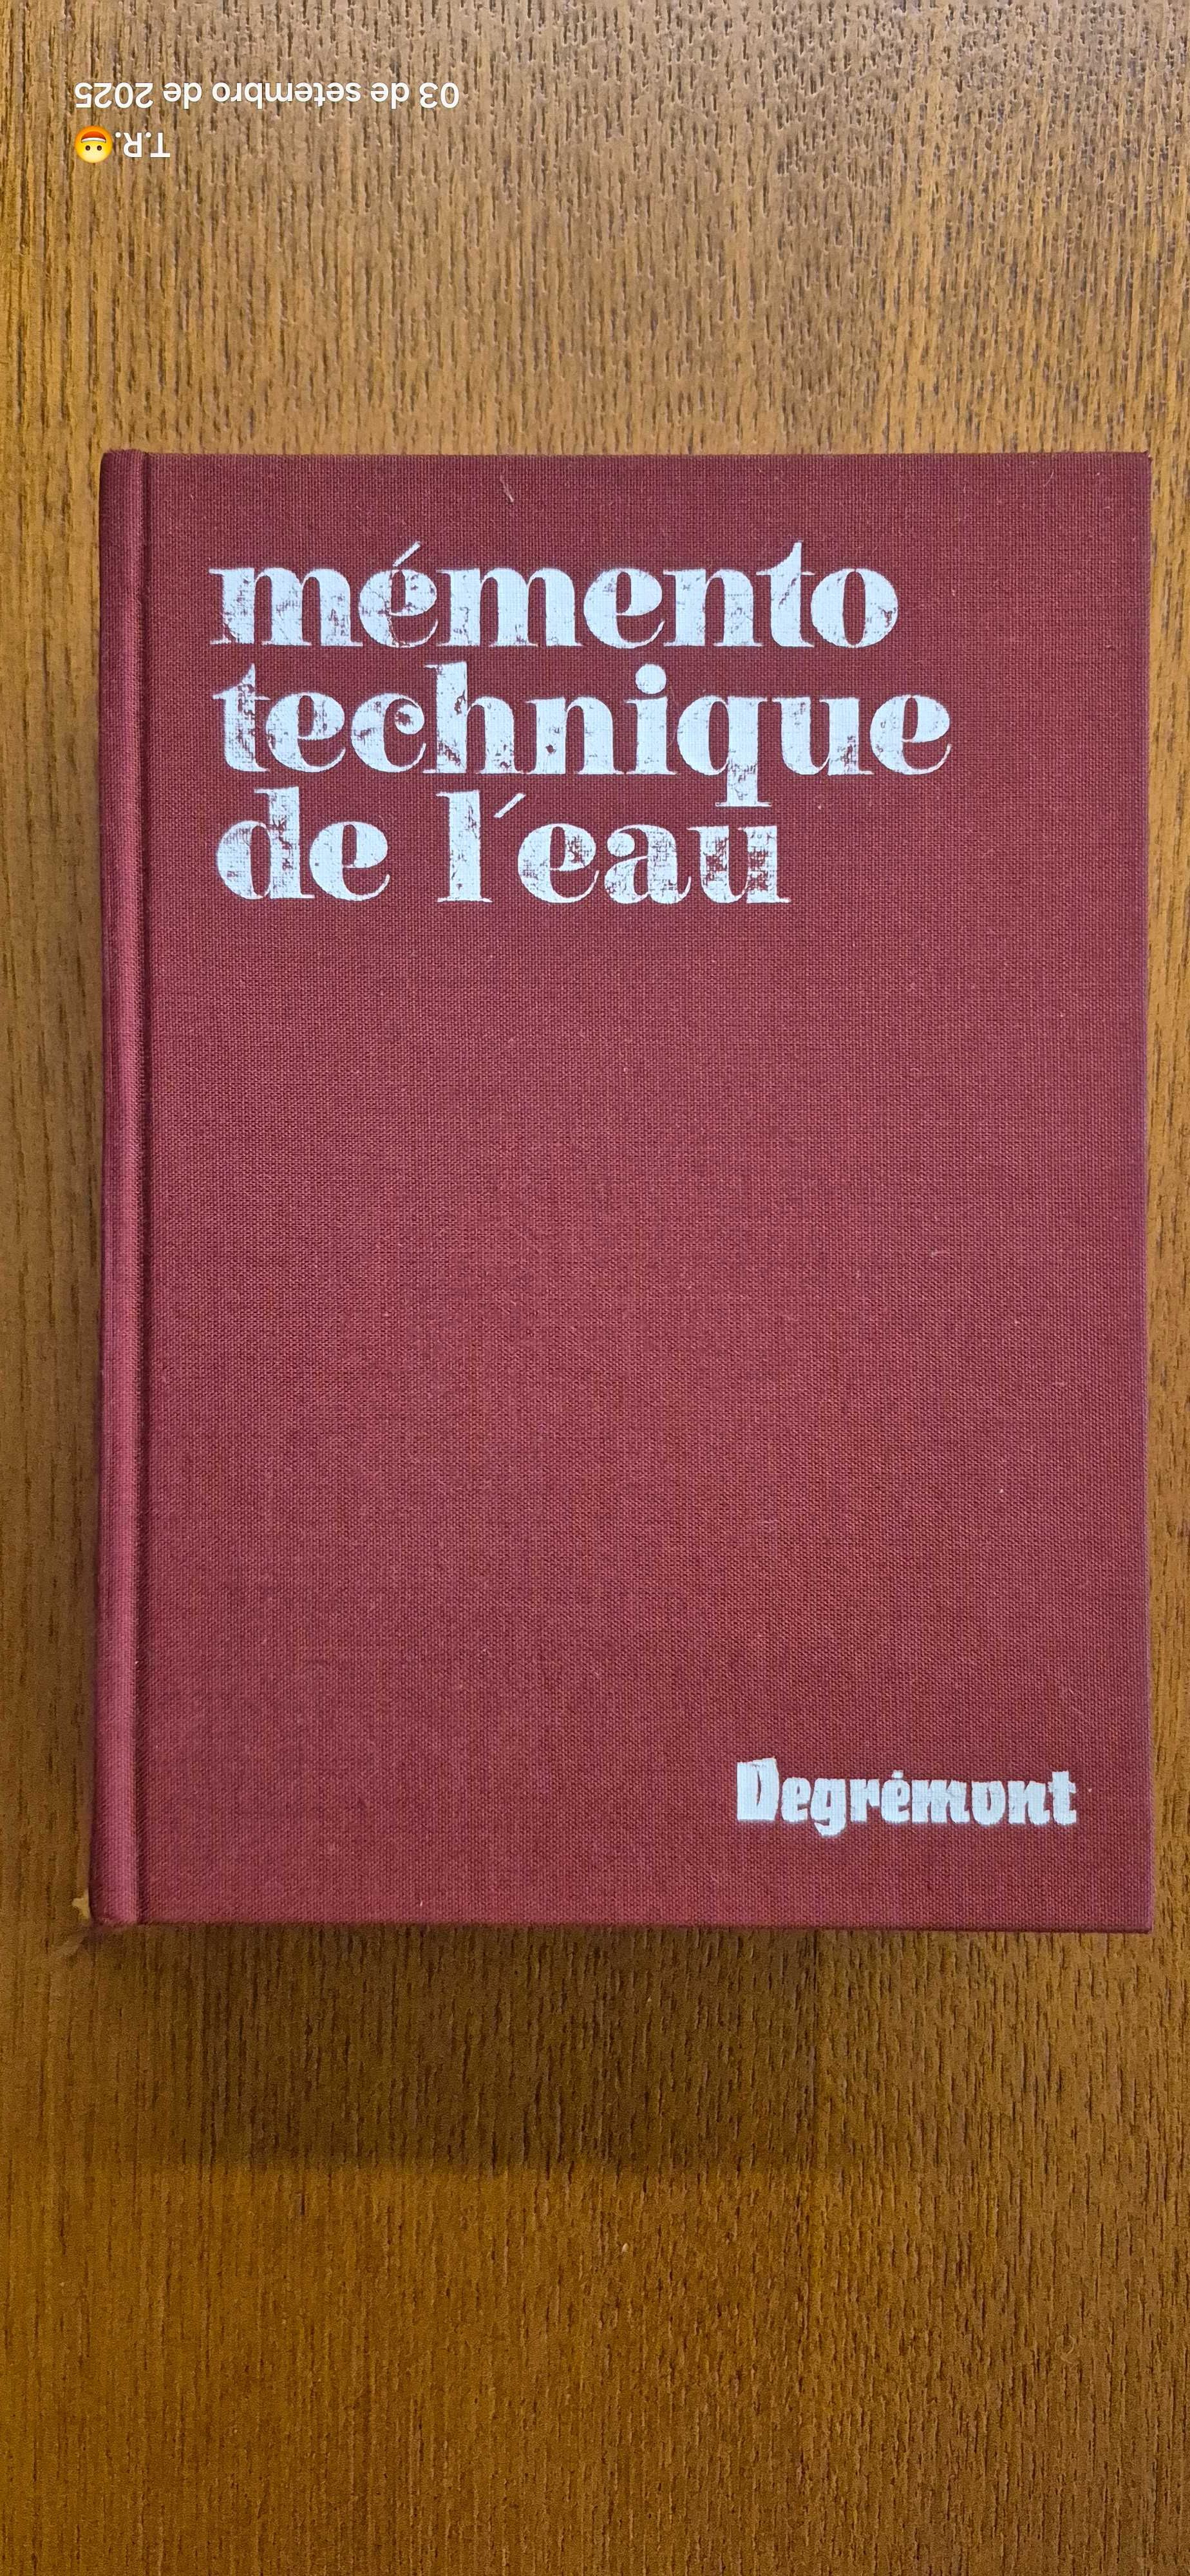 03 de setembro de 2025
T.R.🙃
mémento
technique
de l'eau
Degrémont